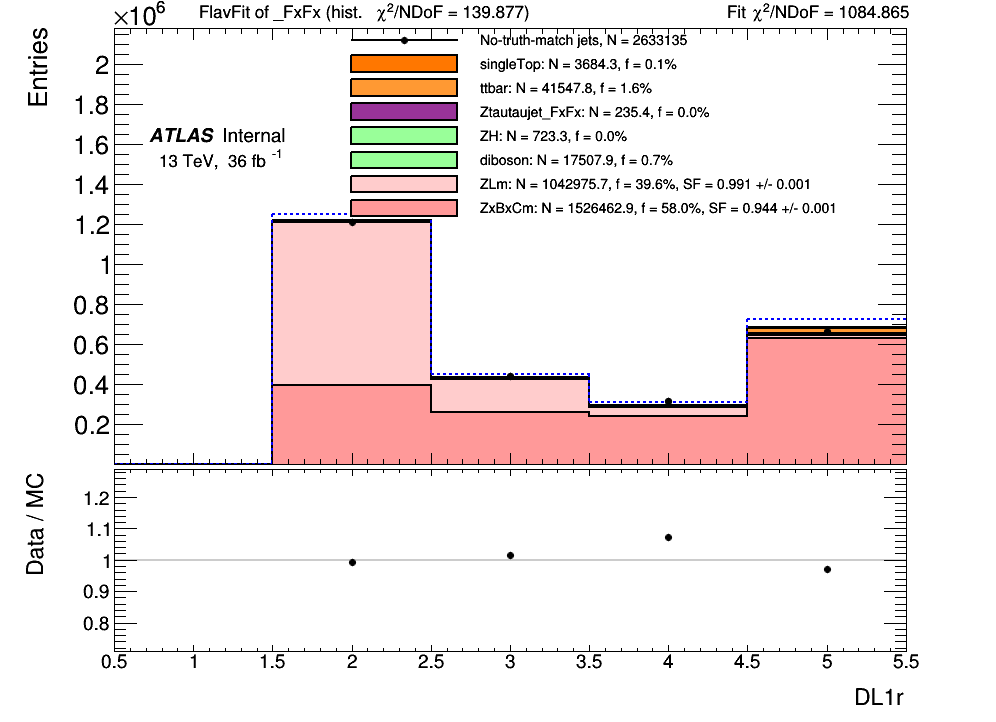 ×10⁶
FlavFit of _FxFx (hist. χ²/NDoF = 139.877)
Fit χ²/NDoF = 1084.865
Entries
2
1.8
1.6
1.4
1.2
1
0.8
0.6
0.4
0.2
ATLAS Internal
13 TeV, 36 fb⁻¹
No-truth-match jets, N = 2633135
singleTop: N = 3684.3, f = 0.1%
ttbar: N = 41547.8, f = 1.6%
Ztautaujet_FxFx: N = 235.4, f = 0.0%
ZH: N = 723.3, f = 0.0%
diboson: N = 17507.9, f = 0.7%
ZLm: N = 1042975.7, f = 39.6%, SF = 0.991 +/- 0.001
ZxBxCm: N = 1526462.9, f = 58.0%, SF = 0.944 +/- 0.001
Data / MC
1.2
1.1
1
0.9
0.8
0.5 1 1.5 2 2.5 3 3.5 4 4.5 5 5.5
DL1r